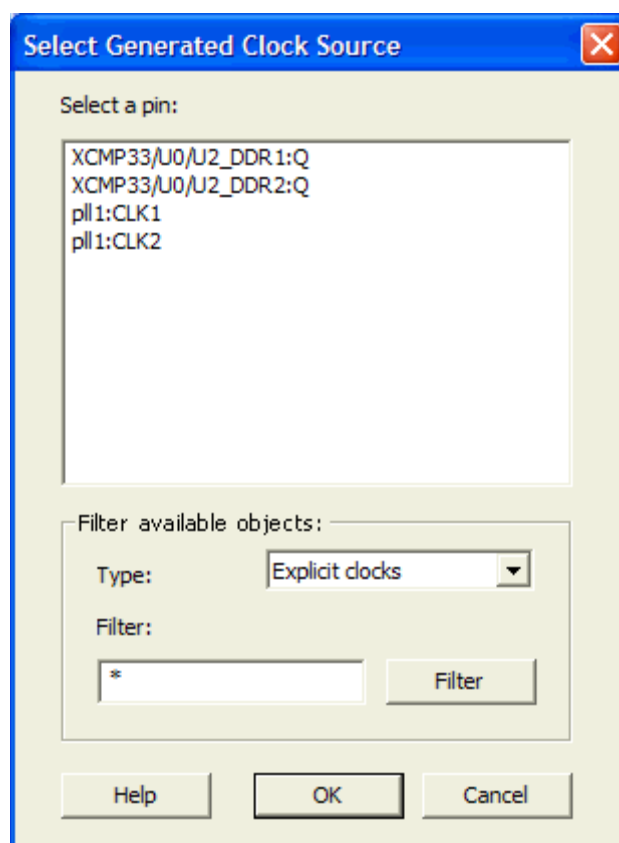 Select Generated Clock Source
Select a pin:
XCMP33/U0/U2_DDR1:Q
XCMP33/U0/U2_DDR2:Q
pll1:CLK1
pll1:CLK2
Filter available objects:
Type: Explicit clocks
Filter:
* Filter
Help OK Cancel